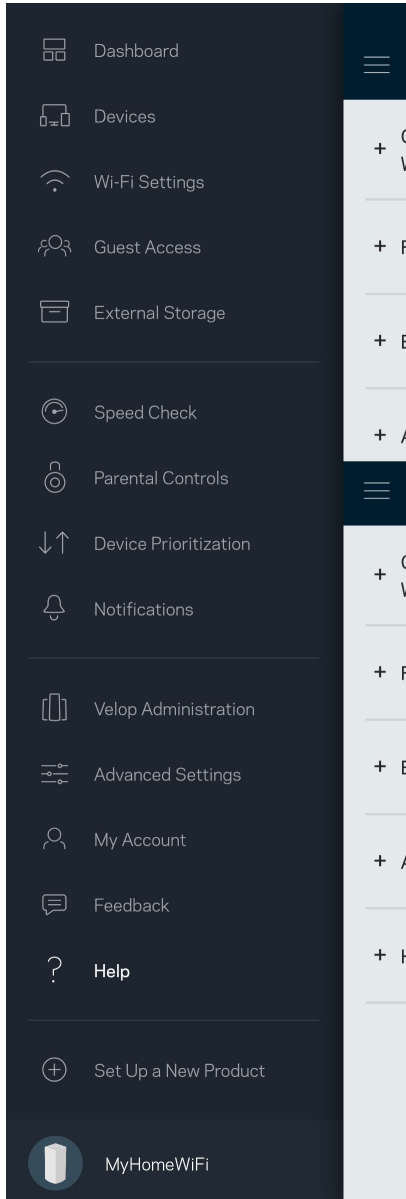 Dashboard
Devices
Wi-Fi Settings
Guest Access
External Storage
Speed Check
Parental Controls
Device Prioritization
Notifications
Velop Administration
Advanced Settings
My Account
Feedback
Help
Set Up a New Product
MyHomeWiFi